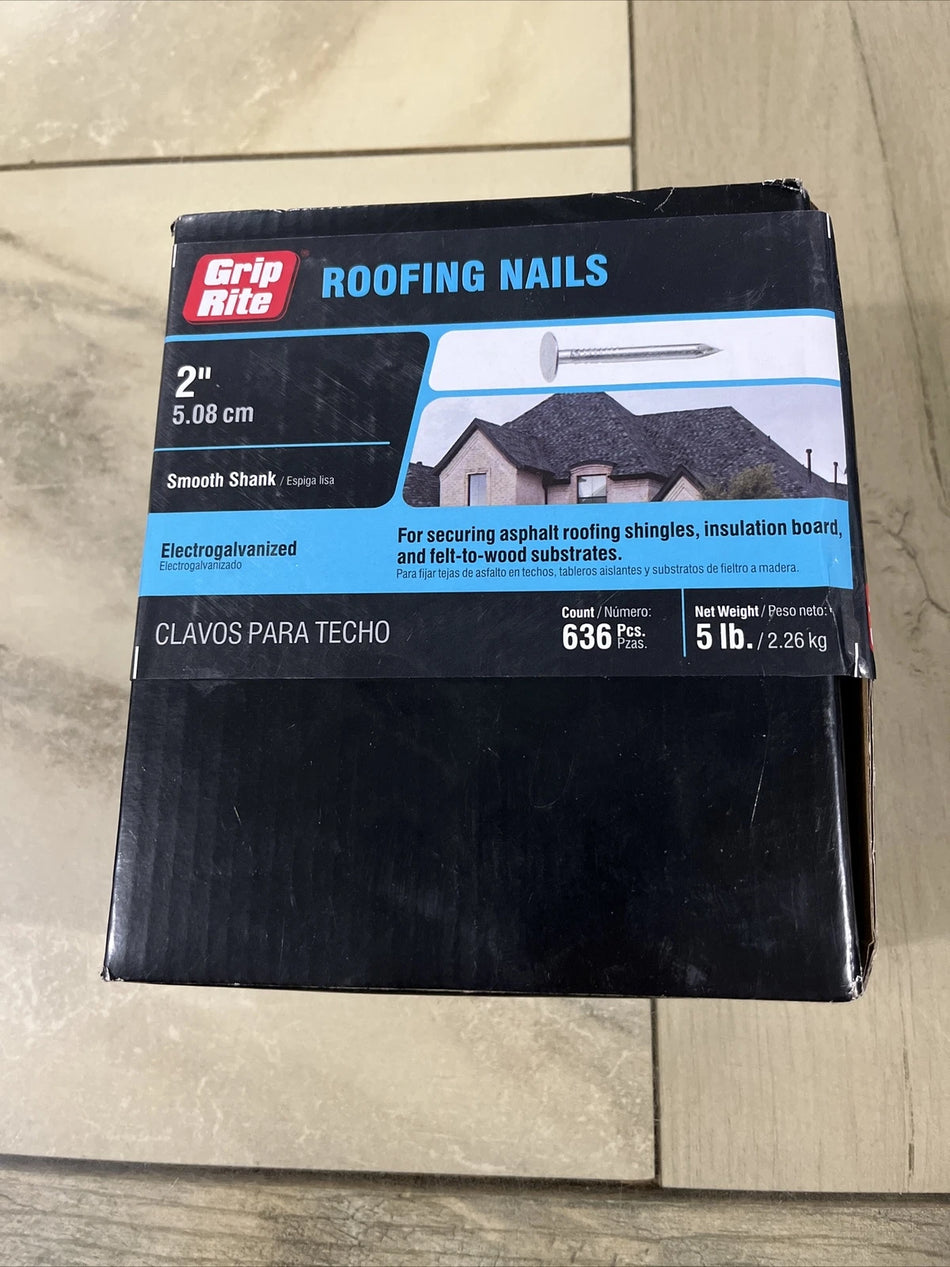 Grip
Rite
ROOFING NAILS
2"
5.08 cm
Smooth Shank / Espiga lisa
Electrogalvanized
Electrogalvanizado
For securing asphalt roofing shingles, insulation board,
and felt-to-wood substrates.
Para fijar tejas de asfalto en techos, tableros aislantes y substratos de fieltro a madera.
CLAVOS PARA TECHO
Count / Número:
636 Pcs.
Pzas.
Net Weight / Peso neto:
5 lb. / 2.26 kg